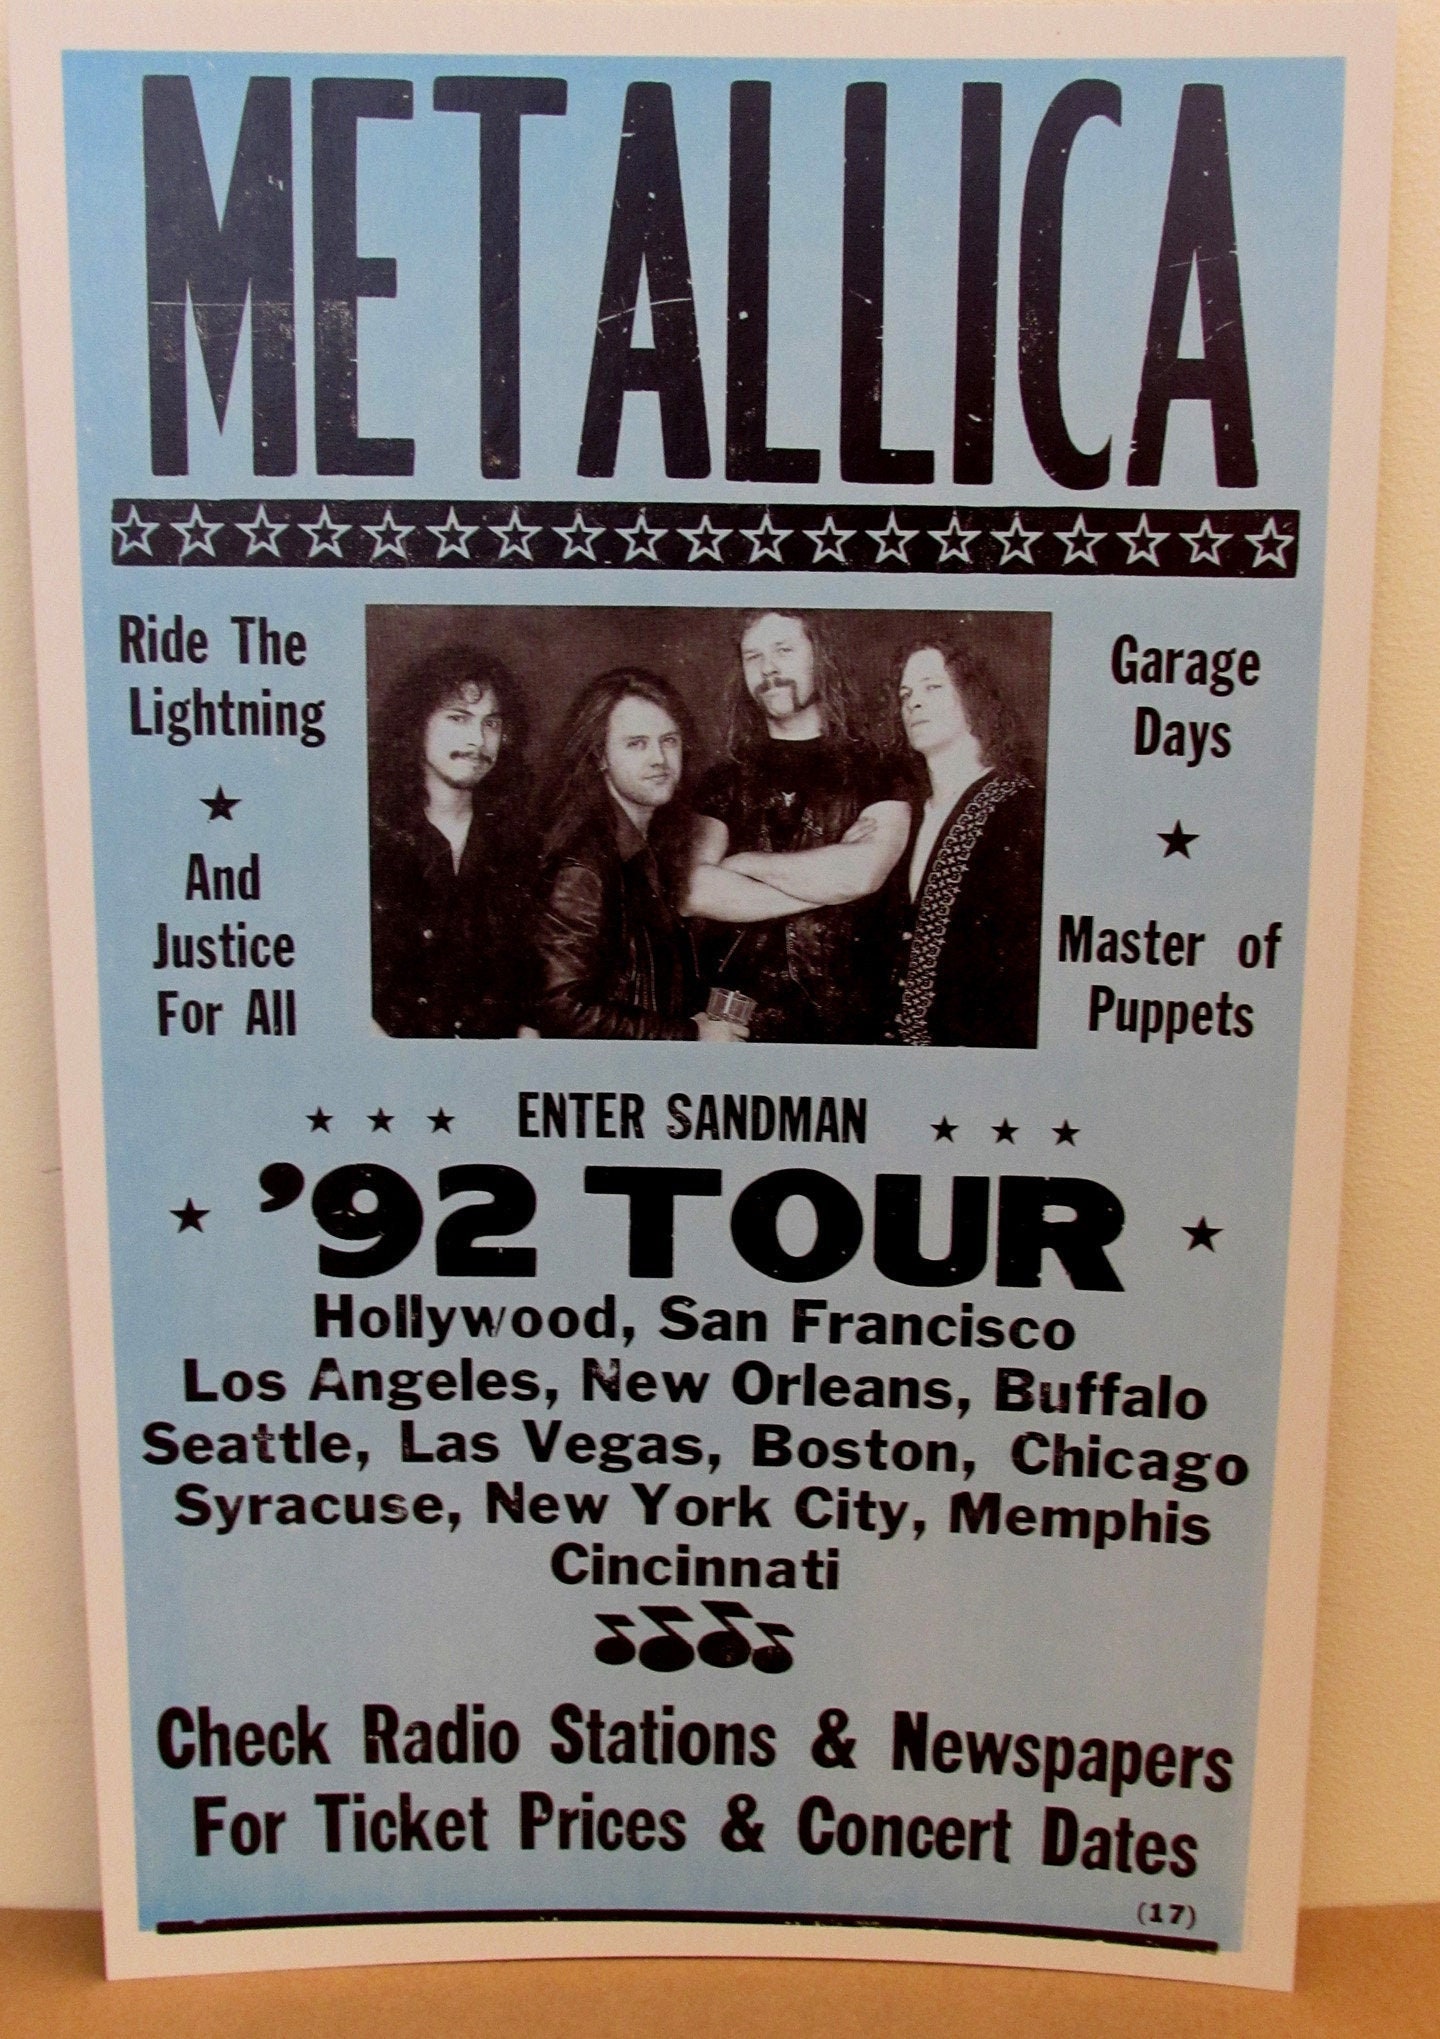 METALLICA
Ride The
Lightning
And
Justice
For All
Garage
Days
Master of
Puppets
ENTER SANDMAN
'92 TOUR
Hollywood, San Francisco
Los Angeles, New Orleans, Buffalo
Seattle, Las Vegas, Boston, Chicago
Syracuse, New York City, Memphis
Cincinnati
Check Radio Stations & Newspapers
For Ticket Prices & Concert Dates
(17)